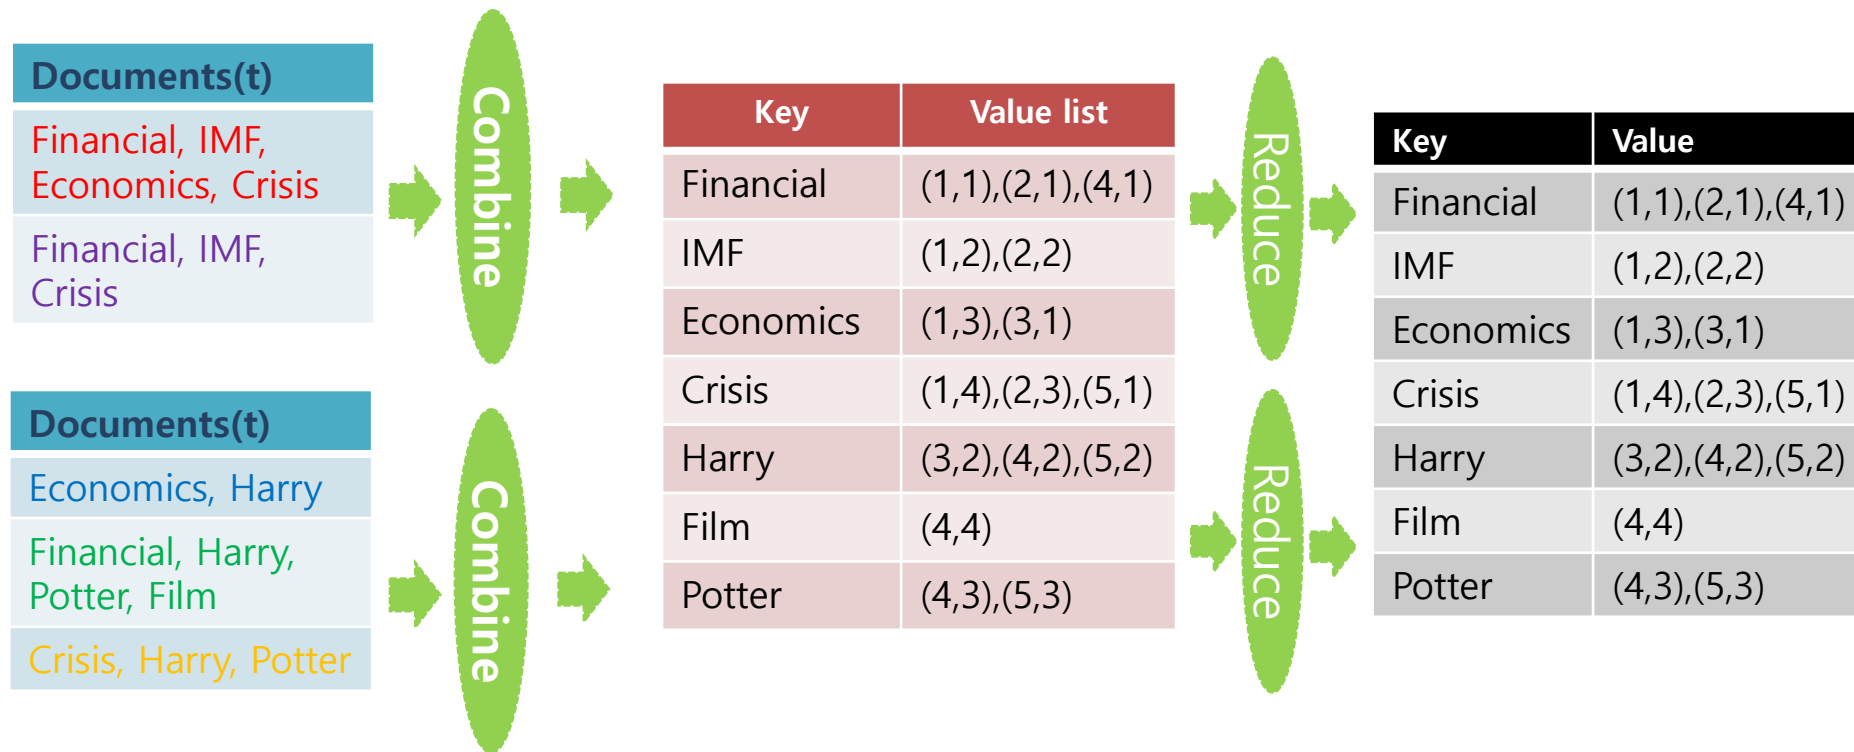 Documents(t)
Financial, IMF,
Economics, Crisis
Financial, IMF,
Crisis
Documents(t)
Economics, Harry
Financial, Harry,
Potter, Film
Crisis, Harry, Potter
Combine
Combine
Key Value list
Financial (1,1),(2,1),(4,1)
IMF (1,2),(2,2)
Economics (1,3),(3,1)
Crisis (1,4),(2,3),(5,1)
Harry (3,2),(4,2),(5,2)
Film (4,4)
Potter (4,3),(5,3)
Reduce
Reduce
Key Value
Financial (1,1),(2,1),(4,1)
IMF (1,2),(2,2)
Economics (1,3),(3,1)
Crisis (1,4),(2,3),(5,1)
Harry (3,2),(4,2),(5,2)
Film (4,4)
Potter (4,3),(5,3)